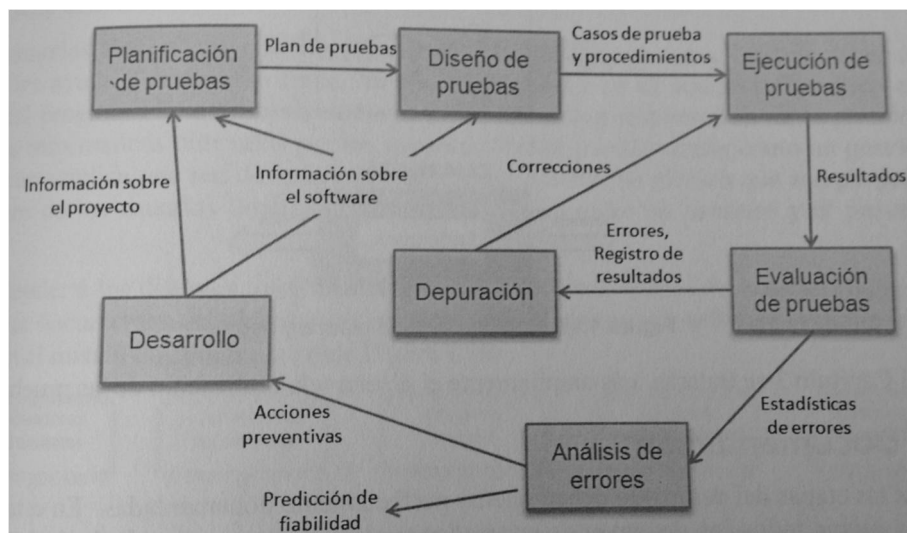 Planificación
de pruebas
Plan de pruebas
Diseño de
pruebas
Casos de prueba
y procedimientos
Ejecución de
pruebas
Información sobre
el proyecto
Información sobre
el software
Correcciones
Resultados
Errores,
Registro de
resultados
Desarrollo
Depuración
Evaluación
de pruebas
Acciones
preventivas
Estadísticas
de errores
Análisis de
errores
Predicción de
fiabilidad